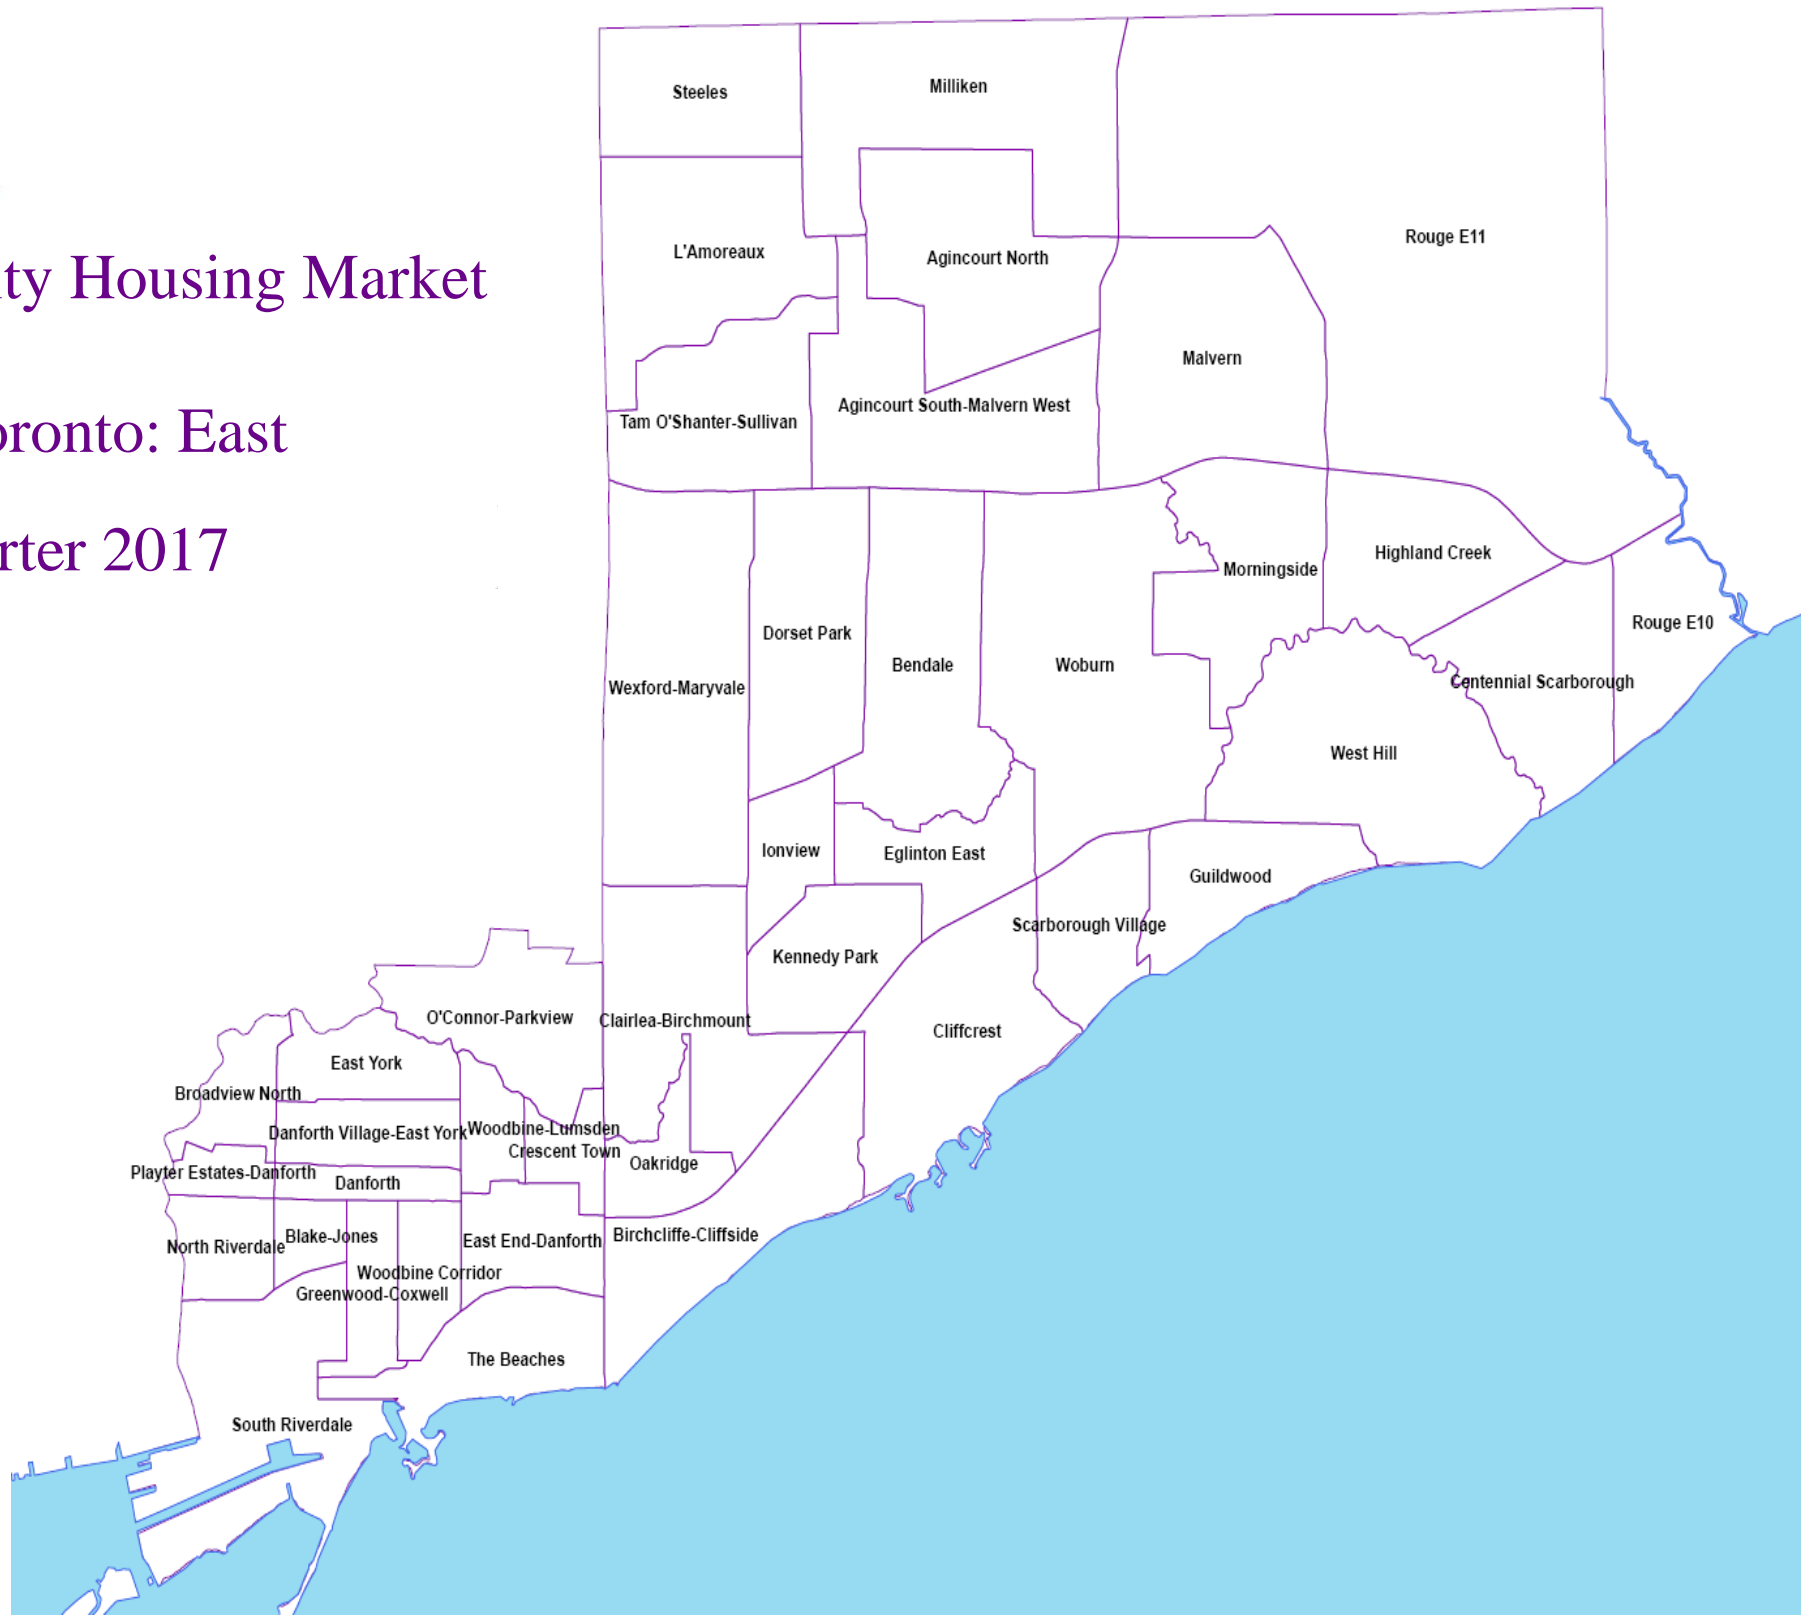 Steeles
Milliken
Rouge E11
L'Amoreaux
Agincourt North
ity Housing Market
Malvern
Agincourt South-Malvern West
Tam O'Shanter-Sullivan
oronto: East
rter 2017
Highland Creek
Morningside
Rouge E10
Dorset Park
Bendale
Woburn
Centennial Scarborough
Wexford-Maryvale
West Hill
Ionview
Eglinton East
Guildwood
Scarborough Village
Kennedy Park
O'Connor-Parkview
Clairlea-Birchmount
Cliffcrest
East York
Broadview North
Danforth Village-East York
Woodbine-Lumsden
Crescent Town
Oakridge
Playter Estates-Danforth
Danforth
Birchcliffe-Cliffside
Blake-Jones
East End-Danforth
North Riverdale
Woodbine Corridor
Greenwood-Coxwell
The Beaches
South Riverdale